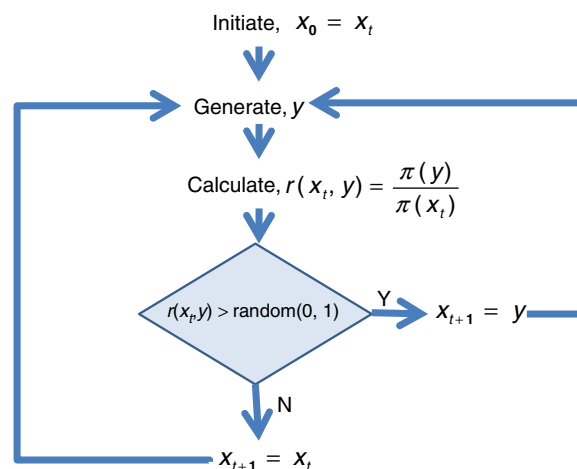 Initiate, x₀ = xₜ
Generate, y
Calculate, r(xₜ, y) = π(y) / π(xₜ)
r(xₜ,y) > random(0, 1)
Y
xₜ₊₁ = y
N
xₜ₊₁ = xₜ